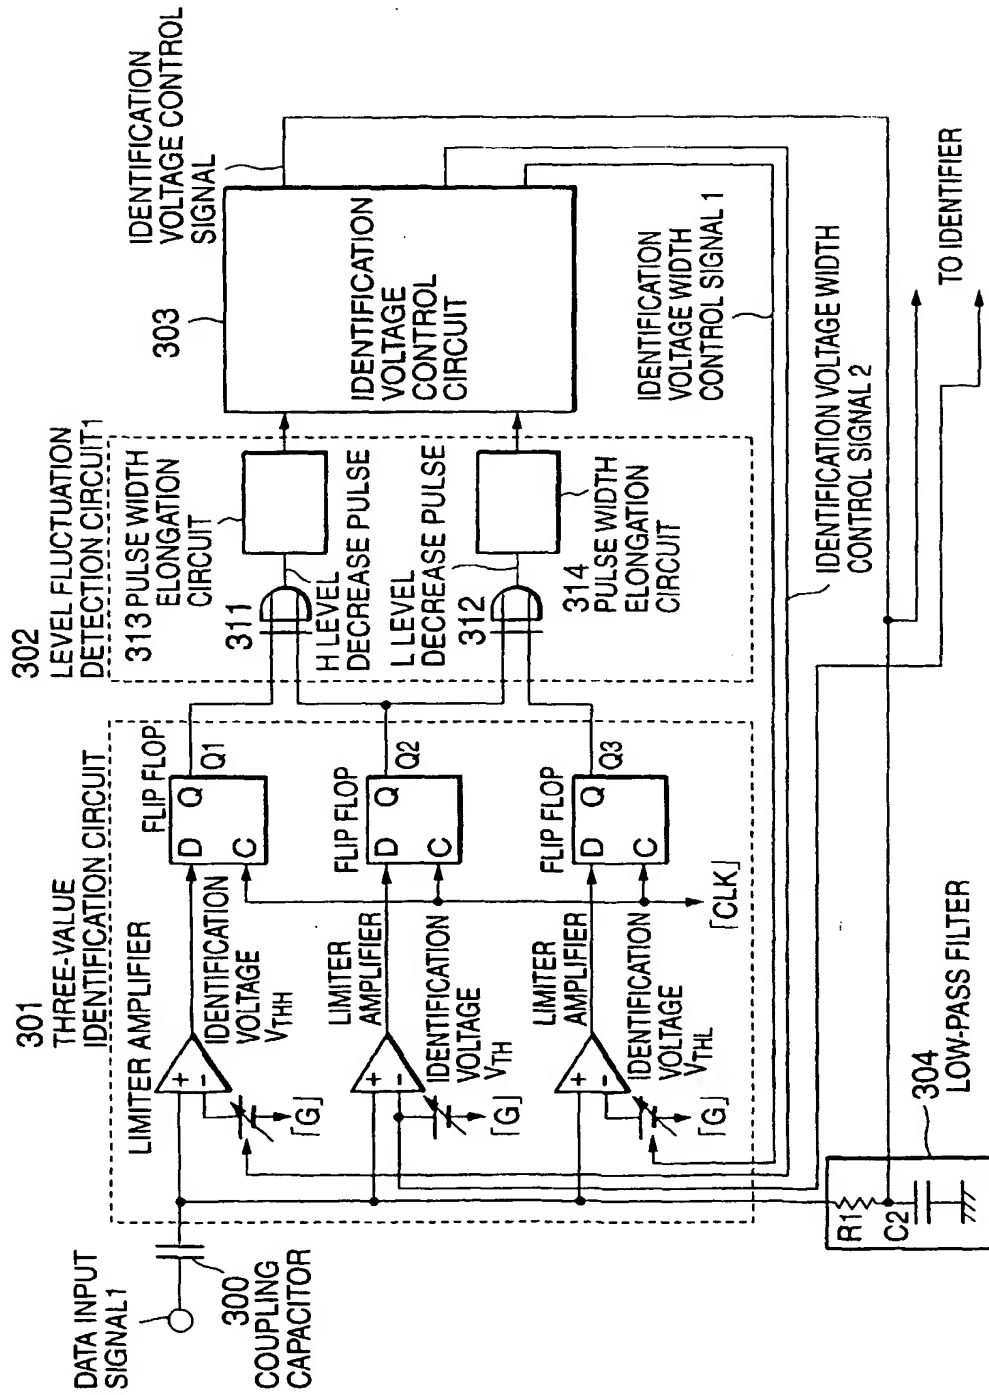 DATA INPUT
SIGNAL1
300
COUPLING
CAPACITOR
301
THREE-VALUE
IDENTIFICATION CIRCUIT
LIMITER AMPLIFIER
+
−
IDENTIFICATION
VOLTAGE
VTHH
「G」
FLIP FLOP
D
Q
C
Q1
LIMITER
AMPLIFIER
+
−
IDENTIFICATION
VOLTAGE
VTH
「G」
FLIP FLOP
D
Q
C
Q2
LIMITER
AMPLIFIER
+
−
IDENTIFICATION
VOLTAGE
VTHL
「G」
FLIP FLOP
D
Q
C
Q3
「CLK」
302
LEVEL FLUCTUATION
DETECTION CIRCUIT1
313 PULSE WIDTH
ELONGATION
CIRCUIT
311
H LEVEL
DECREASE PULSE
L LEVEL
DECREASE PULSE
312
314
PULSE WIDTH
ELONGATION
CIRCUIT
303
IDENTIFICATION
VOLTAGE
CONTROL
CIRCUIT
IDENTIFICATION
VOLTAGE CONTROL
SIGNAL
IDENTIFICATION
VOLTAGE WIDTH
CONTROL SIGNAL1
IDENTIFICATION VOLTAGE WIDTH
CONTROL SIGNAL2
TO IDENTIFIER
304
LOW-PASS FILTER
R1
C2